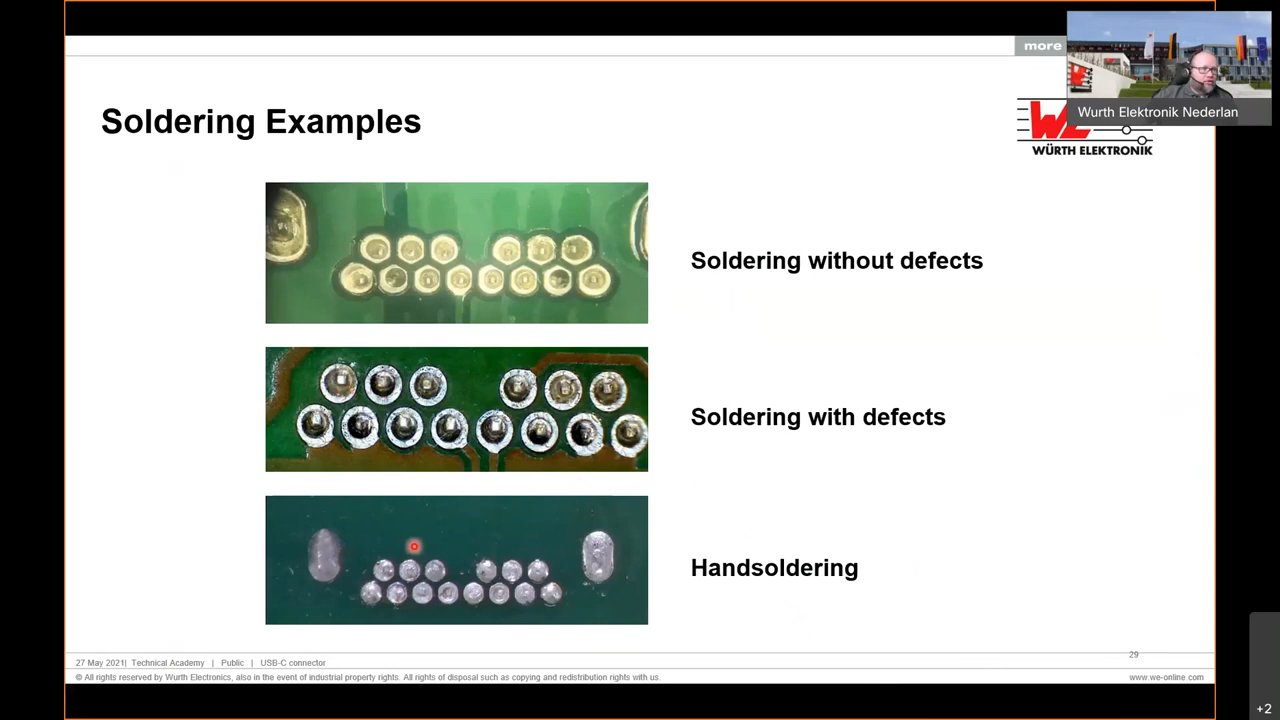 more
Wurth Elektronik Nederlan
Soldering Examples
WÜRTH ELEKTRONIK
Soldering without defects
Soldering with defects
Handsoldering
29
27 May 2021| Technical Academy | Public | USB-C connector
© All rights reserved by Wurth Electronics, also in the event of industrial property rights. All rights of disposal such as copying and redistribution rights with us.
www.we-online.com
+2